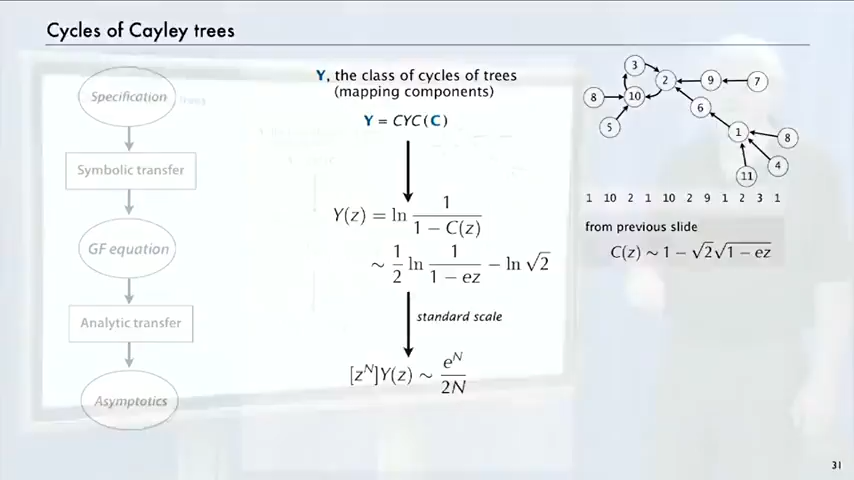 Cycles of Cayley trees
Specification
Symbolic transfer
GF equation
Analytic transfer
Asymptotics
Y, the class of cycles of trees
(mapping components)
Y = CYC(C)
Y(z) = ln 1 / (1 − C(z))
∼ 1/2 ln 1 / (1 − ez) − ln √2
standard scale
[z^N]Y(z) ∼ e^N / 2N
3
2
9
7
8
10
6
5
1
8
4
11
1 10 2 1 10 2 9 1 2 3 1
from previous slide
C(z) ∼ 1 − √2√(1 − ez)
31